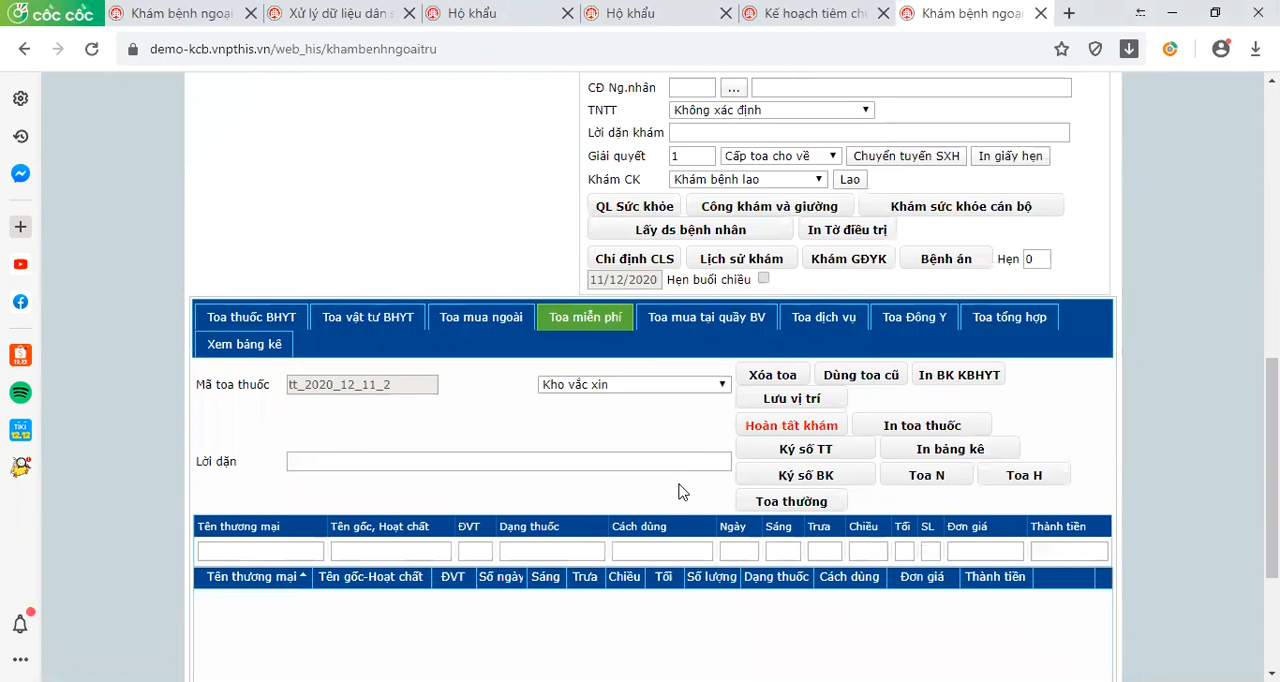 CỐC CỐC
Khám bệnh ngoại
Xử lý dữ liệu dân s
Hộ khẩu
Hộ khẩu
Kế hoạch tiêm chủ
Khám bệnh ngoại
demo-kcb.vnpthis.vn/web_his/khambenhngoaitru
CĐ Ng.nhân ...
TNTT Không xác định
Lời dặn khám
Giải quyết 1 Cấp toa cho về Chuyển tuyến SXH In giấy hẹn
Khám CK Khám bệnh lao Lao
QL Sức khỏe Công khám và giường Khám sức khỏe cán bộ
Lấy ds bệnh nhân In Tờ điều trị
Chỉ định CLS Lịch sử khám Khám GĐYK Bệnh án Hẹn 0
11/12/2020 Hẹn buổi chiều
Toa thuốc BHYT Toa vật tư BHYT Toa mua ngoài Toa miễn phí Toa mua tại quầy BV Toa dịch vụ Toa Đông Y Toa tổng hợp
Xem bảng kê
Mã toa thuốc tt_2020_12_11_2 Kho vắc xin Xóa toa Dùng toa cũ In BK KBHYT
Lưu vị trí
Hoàn tất khám In toa thuốc
Ký số TT In bảng kê
Lời dặn
Ký số BK Toa N Toa H
Toa thường
Tên thương mại Tên gốc, Hoạt chất ĐVT Dạng thuốc Cách dùng Ngày Sáng Trưa Chiều Tối SL Đơn giá Thành tiền
Tên thương mại Tên gốc-Hoạt chất ĐVT Số ngày Sáng Trưa Chiều Tối Số lượng Dạng thuốc Cách dùng Đơn giá Thành tiền